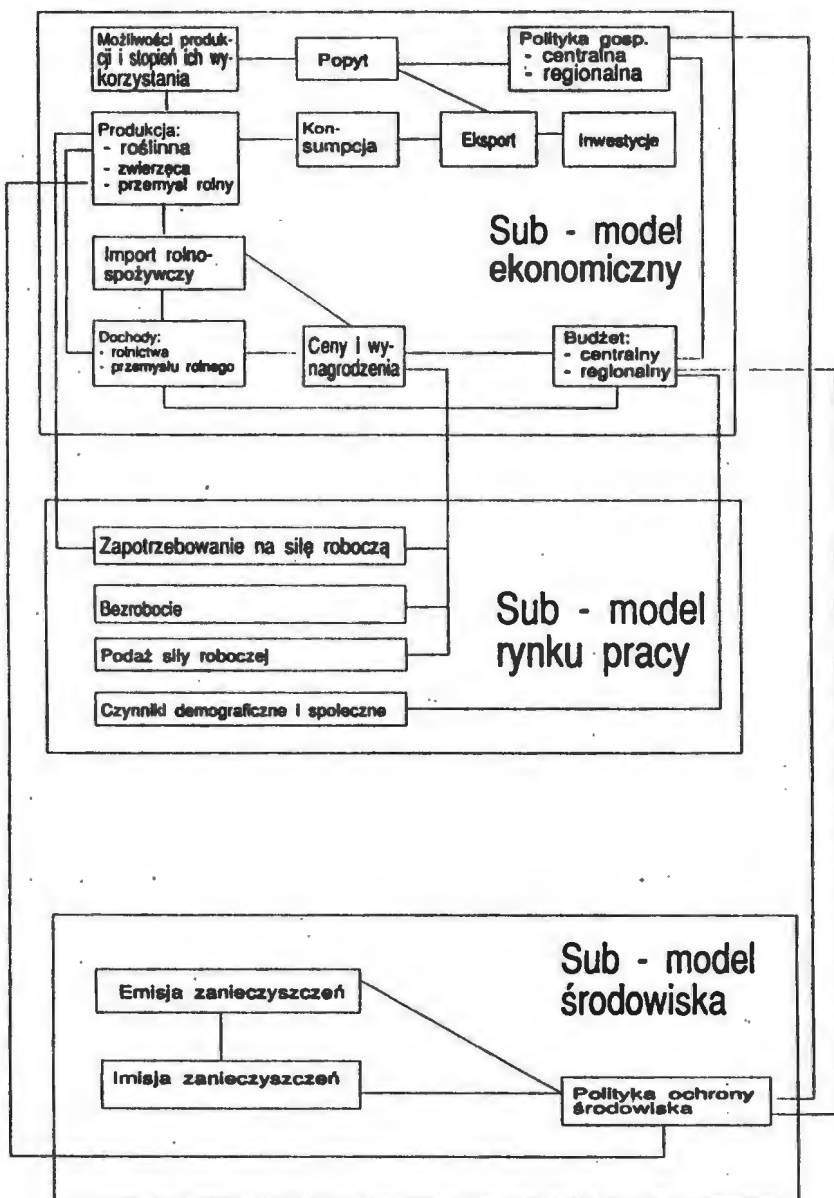 Możliwości produk-
cji i stopień ich wy-
korzystania
Popyt
Polityka gosp.
- centralna
- regionalna
Produkcja:
- roślinna
- zwierzęca
- przemysł rolny
Kon-
sumpcja
Eksport
Inwestycje
Sub - model
ekonomiczny
Import rolno-
spożywczy
Dochody:
- rolnictwa
- przemysłu rolnego
Ceny i wy-
nagrodzenia
Budżet:
- centralny
- regionalny
Zapotrzebowanie na siłę roboczą
Bezrobocie
Podaż siły roboczej
Czynniki demograficzne i społeczne
Sub - model
rynku pracy
Sub - model
środowiska
Emisja zanieczyszczeń
Imisja zanieczyszczeń
Polityka ochrony
środowiska